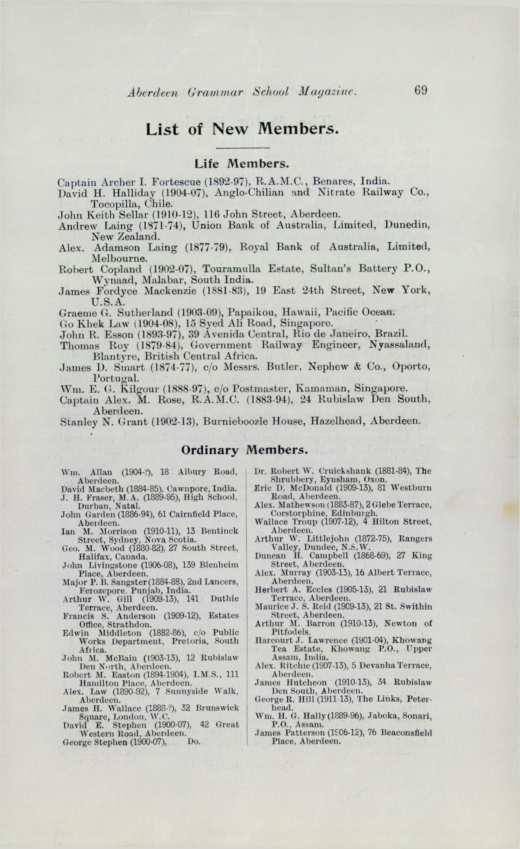 Aberdeen Grammar School Magazine. 69
List of New Members.
Life Members.
Captain Archer I. Fortescue (1892-97), R.A.M.C., Benares, India.
David H. Halliday (1904-07), Anglo-Chilian and Nitrate Railway Co.,
Tocopilla, Chile.
John Keith Sellar (1910-12), 116 John Street, Aberdeen.
Andrew Laing (1871-74), Union Bank of Australia, Limited, Dunedin,
New Zealand.
Alex. Adamson Laing (1877-79), Royal Bank of Australia, Limited,
Melbourne.
Robert Copland (1902-07), Touramulla Estate, Sultan's Battery P.O.,
Wynaad, Malabar, South India.
James Fordyce Mackenzie (1881-83), 19 East 24th Street, New York,
U.S.A.
Graeme G. Sutherland (1903-09), Papaikou, Hawaii, Pacific Ocean.
Go Khek Law (1904-08), 15 Syed Ali Road, Singapore.
John R. Esson (1893-97), 39 Avenida Central, Rio de Janeiro, Brazil.
Thomas Roy (1879-84), Government Railway Engineer, Nyassaland,
Blantyre, British Central Africa.
James D. Smart (1874-77), c/o Messrs. Butler, Nephew & Co., Oporto,
Portugal.
Wm. E. G. Kilgour (1888-97), c/o Postmaster, Kamaman, Singapore.
Captain Alex. M. Rose, R.A.M.C. (1883-94), 24 Rubislaw Den South,
Aberdeen.
Stanley N. Grant (1902-13), Burnieboozle House, Hazelhead, Aberdeen.
Ordinary Members.
Wm. Allan (1904-?), 18 Albury Road,
Aberdeen.
David Macbeth (1884-85), Cawnpore, India.
J. H. Fraser, M.A. (1889-95), High School,
Durban, Natal.
John Garden (1886-94), 61 Cairnfield Place,
Aberdeen.
Ian M. Morrison (1910-11), 13 Bentinck
Street, Sydney, Nova Scotia.
Geo. M. Wood (1880-82), 27 South Street,
Halifax, Canada.
John Livingstone (1906-08), 139 Blenheim
Place, Aberdeen.
Major P. B. Sangster (1884-88), 2nd Lancers,
Ferozepore, Punjab, India.
Arthur W. Gill (1909-13), 141 Duthie
Terrace, Aberdeen.
Francis S. Anderson (1909-12), Estates
Office, Strathdon.
Edwin Middleton (1882-86), c/o Public
Works Department, Pretoria, South
Africa.
John M. McBain (1903-13), 12 Rubislaw
Den North, Aberdeen.
Robert M. Easton (1894-1904), I.M.S., 111
Hamilton Place, Aberdeen.
Alex. Law (1890-92), 7 Sunnyside Walk,
Aberdeen.
James H. Wallace (1888-?), 32 Brunswick
Square, London, W.C.
David E. Stephen (1900-07), 42 Great
Western Road, Aberdeen.
George Stephen (1900-07), Do.
Dr. Robert W. Cruickshank (1881-84), The
Shrubbery, Eynsham, Oxon.
Eric D. McDonald (1909-13), 81 Westburn
Road, Aberdeen.
Alex. Mathewson (1883-87), 2 Glebe Terrace,
Corstorphine, Edinburgh.
Wallace Troup (1907-12), 4 Hilton Street,
Aberdeen.
Arthur W. Littlejohn (1872-75), Rangers
Valley, Dundee, N.S.W.
Duncan H. Campbell (1868-69), 27 King
Street, Aberdeen.
Alex. Murray (1903-13), 16 Albert Terrace,
Aberdeen.
Herbert A. Eccles (1905-13), 21 Rubislaw
Terrace, Aberdeen.
Maurice J. S. Reid (1909-13), 21 St. Swithin
Street, Aberdeen.
Arthur M. Barron (1910-13), Newton of
Pitfodels.
Harcourt J. Lawrence (1901-04), Khowang
Tea Estate, Khowang P.O., Upper
Assam, India.
Alex. Ritchie (1907-13), 5 Devanha Terrace,
Aberdeen.
James Hutcheon (1910-13), 34 Rubislaw
Den South, Aberdeen.
George R. Hill (1911-13), The Links, Peter-
head.
Wm. H. G. Hally (1889-96), Jaboka, Sonari,
P.O., Assam.
James Patterson (1906-12), 76 Beaconsfield
Place, Aberdeen.